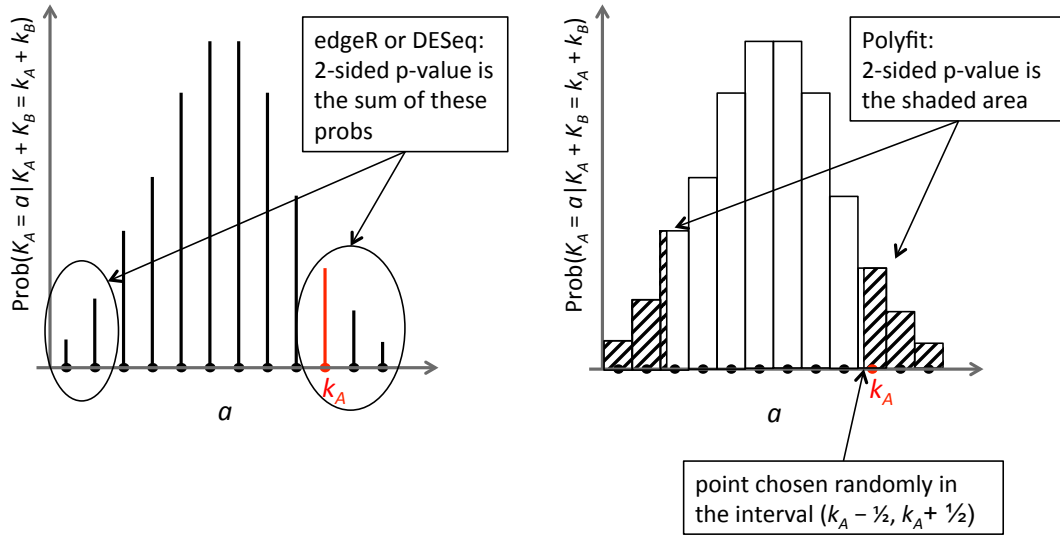 Prob(K_A = a | K_A + K_B = k_A + k_B)
edgeR or DESeq:
2-sided p-value is
the sum of these
probs
k_A
a
Prob(K_A = a | K_A + K_B = k_A + k_B)
Polyfit:
2-sided p-value is
the shaded area
k_A
a
point chosen randomly in
the interval (k_A – ½, k_A + ½)